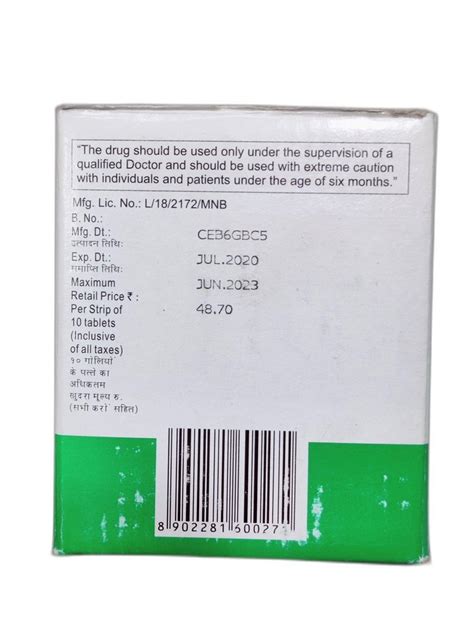 "The drug should be used only under the supervision of a
qualified Doctor and should be used with extreme caution
with individuals and patients under the age of six months."
Mfg. Lic. No.: L/18/2172/MNB
B. No.:
Mfg. Dt.: CEB6GBC5
उत्पादन तिथि:
Exp. Dt.: JUL.2020
समाप्ति तिथि:
Maximum JUN.2023
Retail Price ₹ :
Per Strip of 48.70
10 tablets
(Inclusive
of all taxes)
१० गोलियों
के पत्ते का
अधिकतम
खुदरा मूल्य रु.
(सभी करों सहित)
8 902281 600277